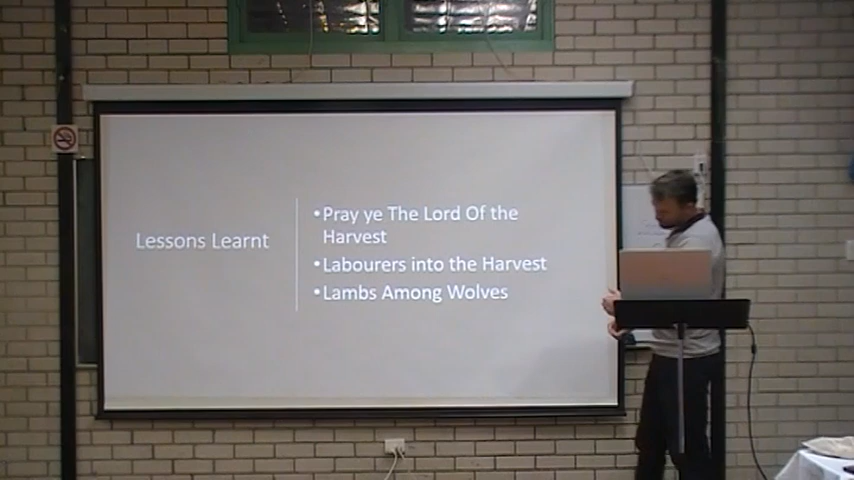 Lessons Learnt
•Pray ye The Lord Of the
Harvest
•Labourers into the Harvest
•Lambs Among Wolves